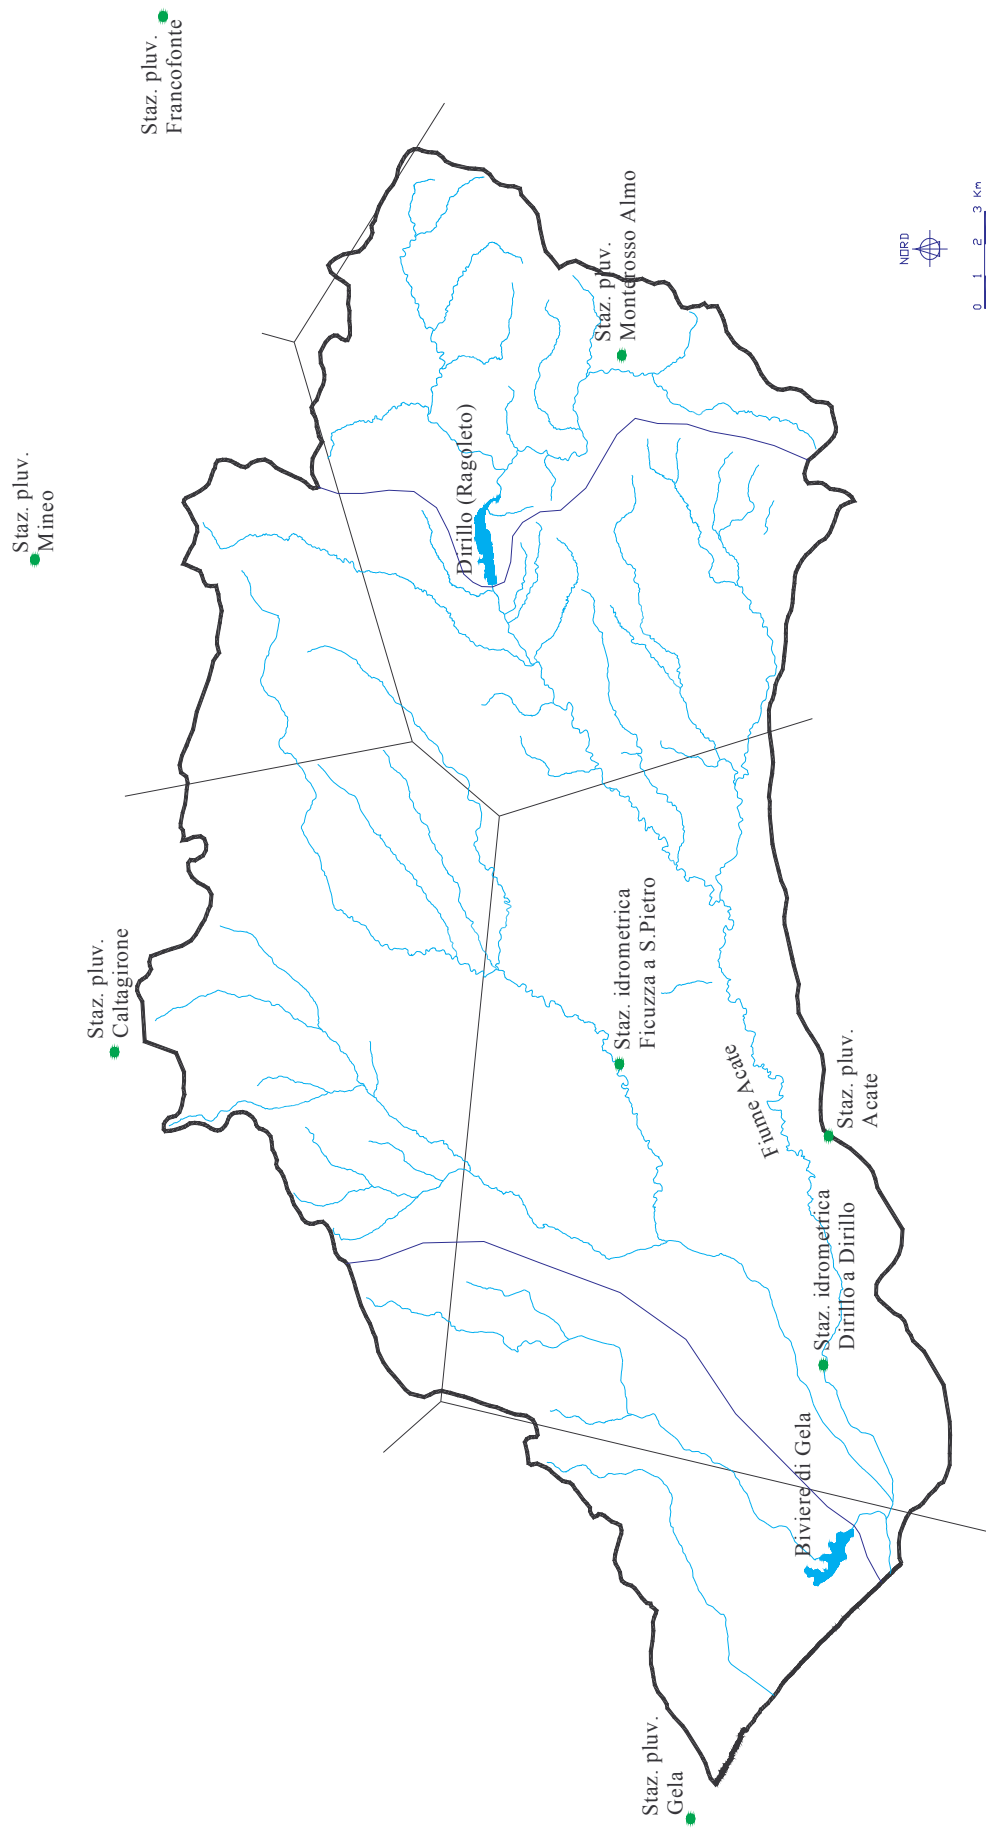 Staz. pluv.
Francofonte
Staz. pluv.
Mineo
Staz. pluv.
Monterosso Almo
NORD
0 1 2 3 Km
Dirillo (Ragoleto)
Staz. pluv.
Caltagirone
Staz. idrometrica
Ficuzza a S.Pietro
Fiume Acate
Staz. pluv.
Acate
Staz. idrometrica
Dirillo a Dirillo
Biviere di Gela
Staz. pluv.
Gela